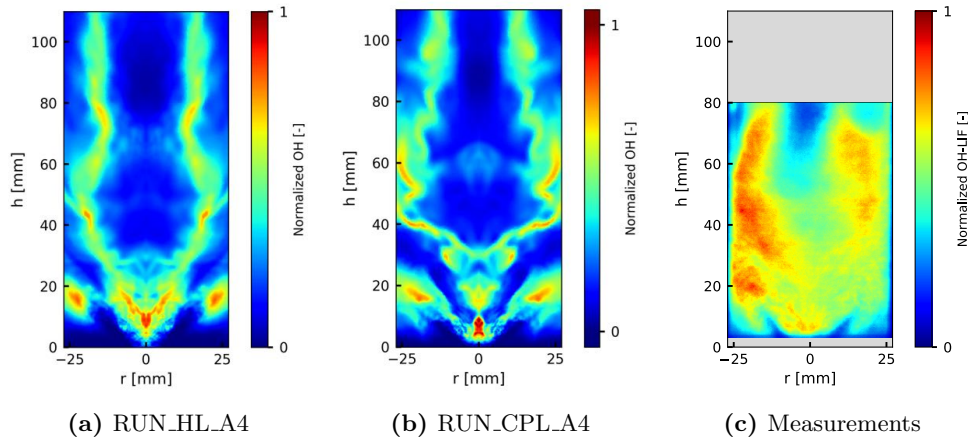 100
80
60
40
20
0
h [mm]
−25 0 25
r [mm]
1
0
Normalized OH [-]
(a) RUN_HL_A4
100
80
60
40
20
0
h [mm]
−25 0 25
r [mm]
1
0
Normalized OH [-]
(b) RUN_CPL_A4
100
80
60
40
20
0
h [mm]
−25 0 25
r [mm]
1
0
Normalized OH-LIF [-]
(c) Measurements